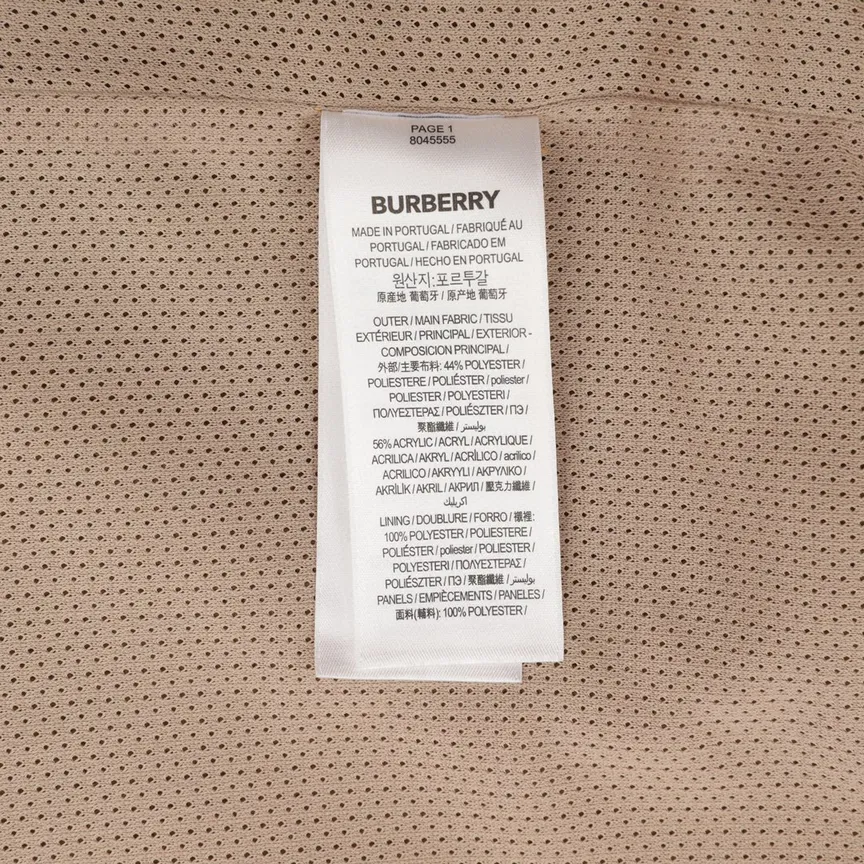 PAGE 1
8045555
BURBERRY
MADE IN PORTUGAL / FABRIQUÉ AU
PORTUGAL / FABRICADO EM
PORTUGAL / HECHO EN PORTUGAL
원산지:포르투갈
原産地 葡萄牙 / 原产地 葡萄牙
OUTER / MAIN FABRIC / TISSU
EXTÉRIEUR / PRINCIPAL / EXTERIOR -
COMPOSICION PRINCIPAL /
外部/主要布料: 44% POLYESTER /
POLIESTERE / POLIÉSTER / poliester /
POLIESTER / POLYESTERI /
ΠΟΛΥΕΣΤΕΡΑΣ / POLIÉSZTER / ПЭ /
聚酯纖維 / بوليستر
56% ACRYLIC / ACRYL / ACRYLIQUE /
ACRILICA / AKRYL / ACRÍLICO / acrilico /
ACRILICO / AKRYYLI / ΑΚΡΥΛΙΚΟ /
AKRİLİK / AKRIL / АКРИЛ / 壓克力纖維 /
اكريليك
LINING / DOUBLURE / FORRO / 襯裡:
100% POLYESTER / POLIESTERE /
POLIÉSTER / poliester / POLIESTER /
POLYESTERI / ΠΟΛΥΕΣΤΕΡΑΣ /
POLIÉSZTER / ПЭ / 聚酯纖維 / بوليستر
PANELS / EMPIÈCEMENTS / PANELES /
面料(輔料): 100% POLYESTER /